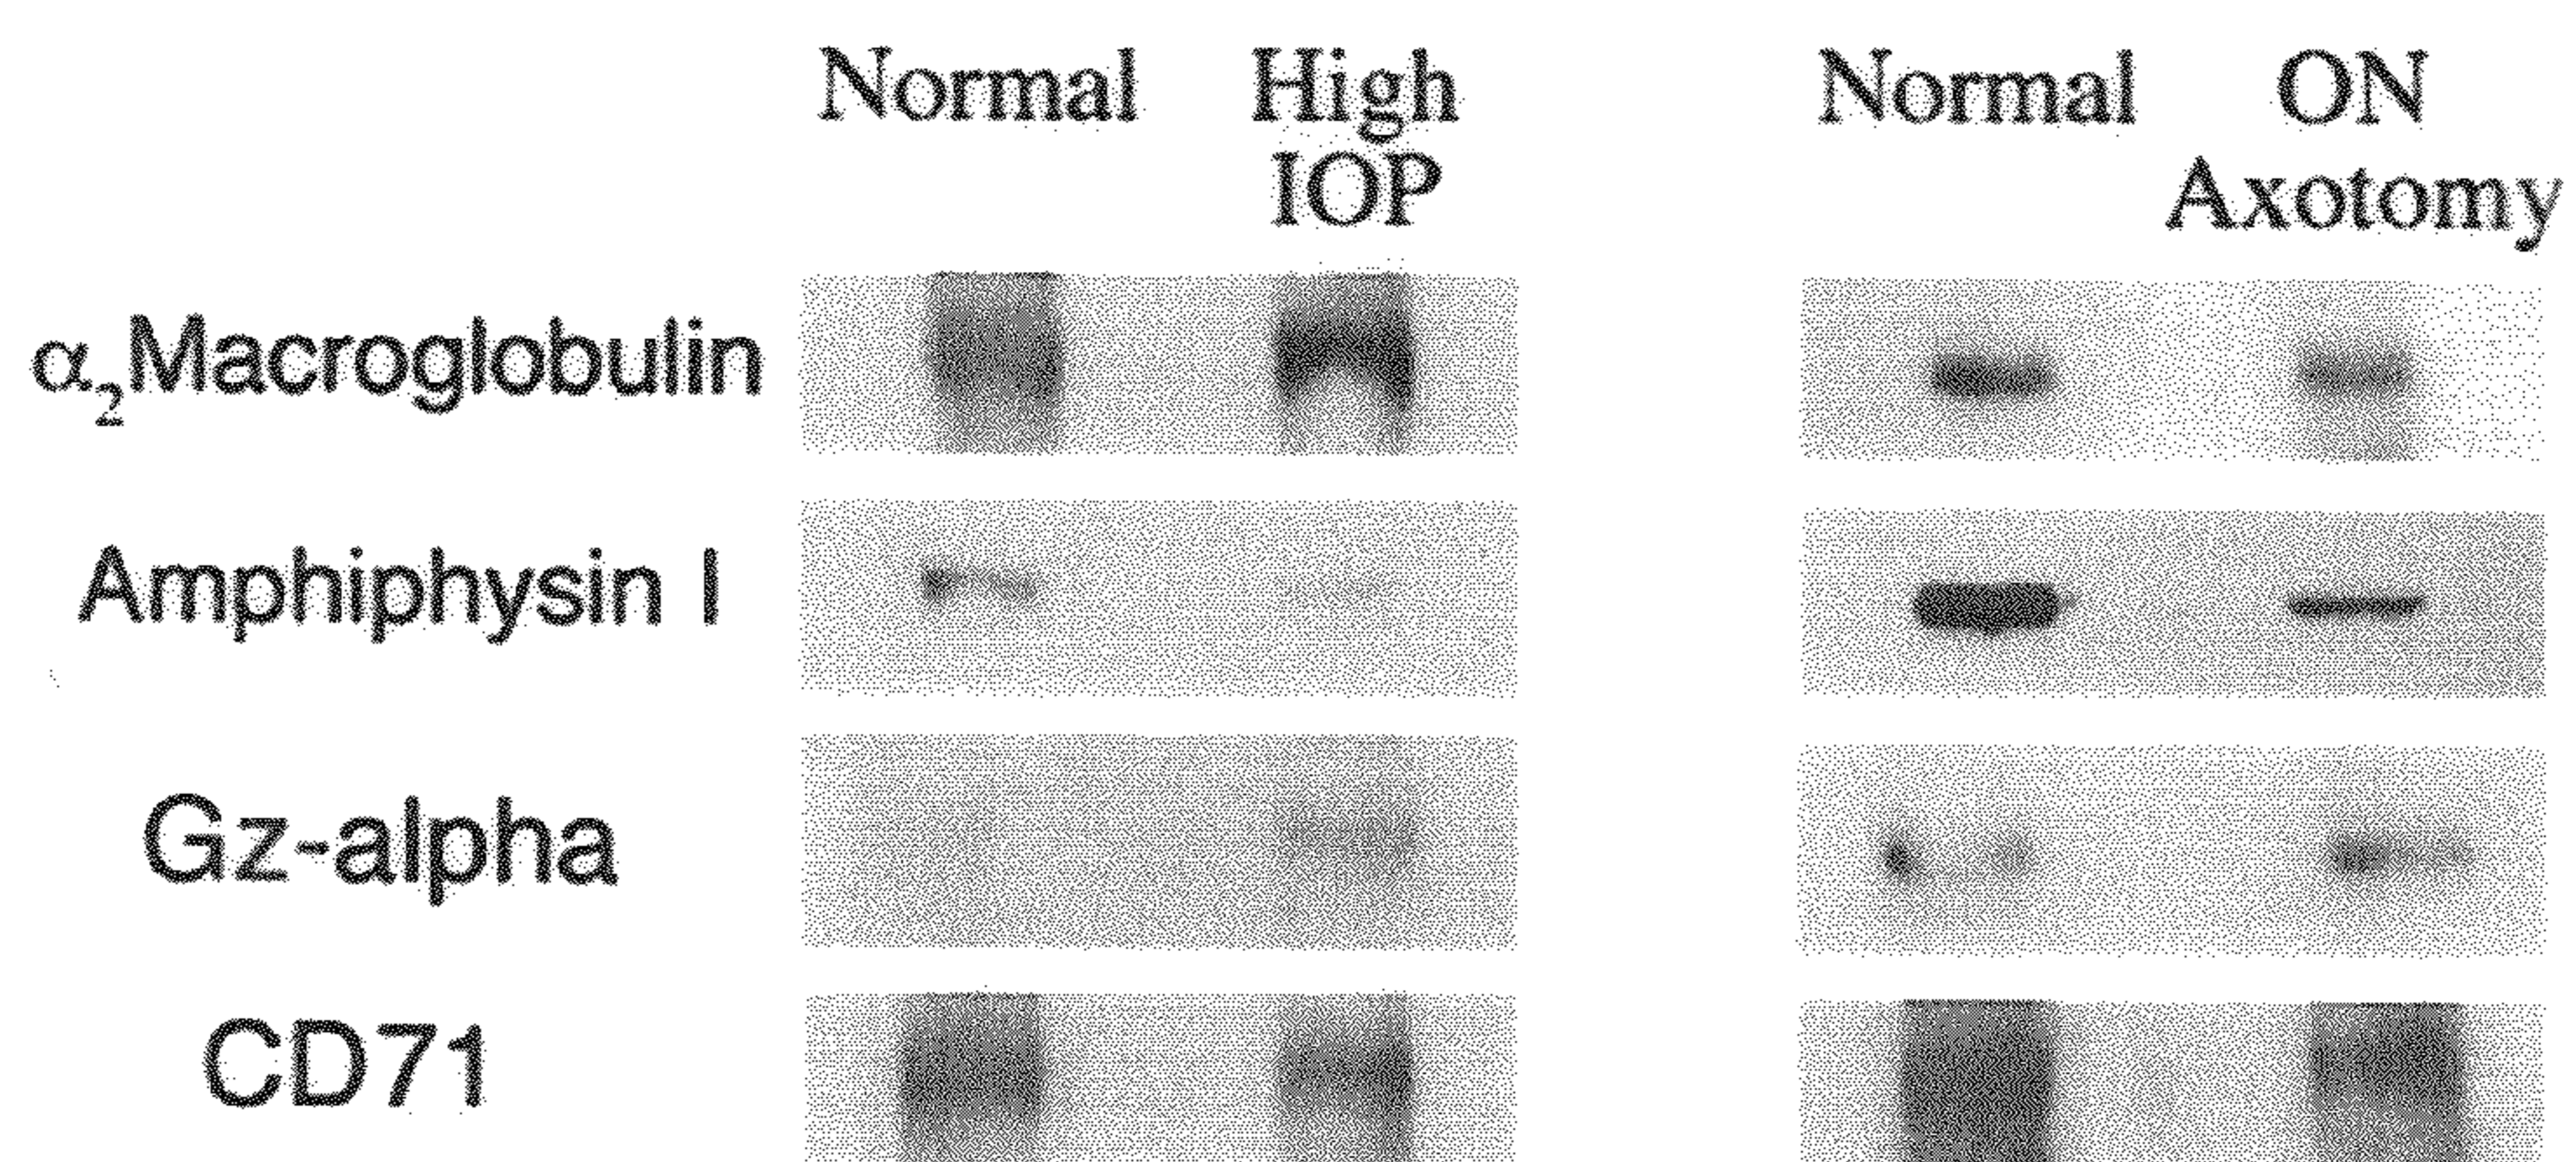 Normal High Normal ON
IOP Axotomy
α₂Macroglobulin
Amphiphysin I
Gz-alpha
CD71